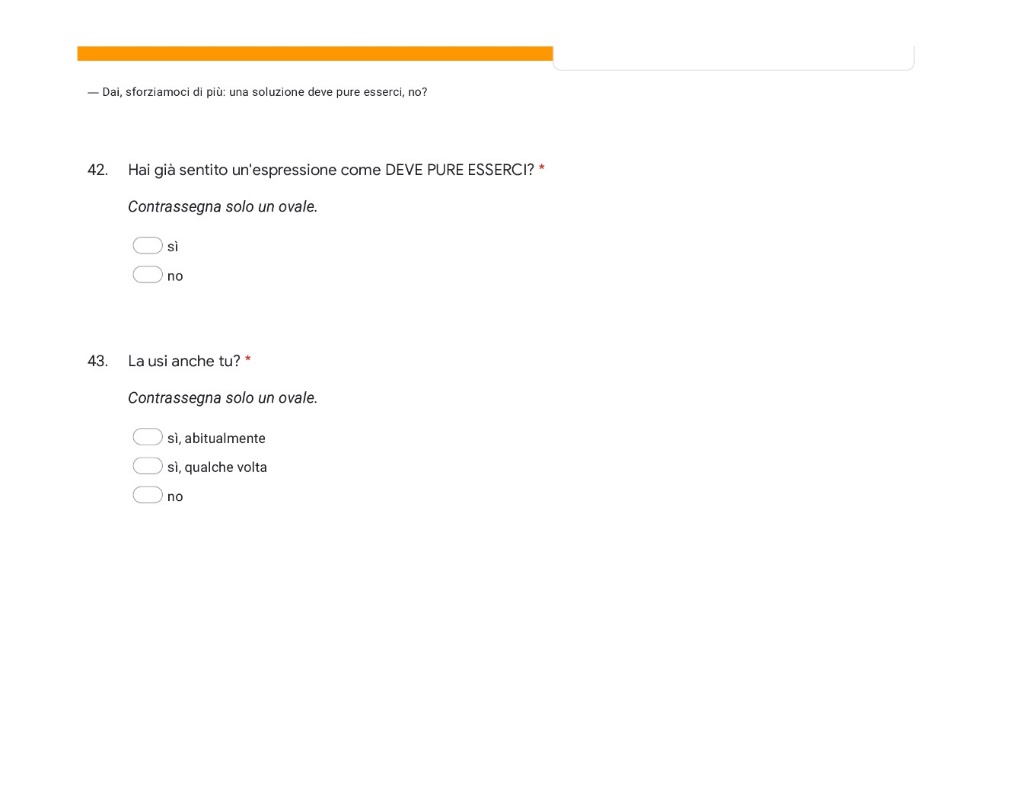 — Dai, sforziamoci di più: una soluzione deve pure esserci, no?
42. Hai già sentito un'espressione come DEVE PURE ESSERCI? *
Contrassegna solo un ovale.
sì
no
43. La usi anche tu? *
Contrassegna solo un ovale.
sì, abitualmente
sì, qualche volta
no